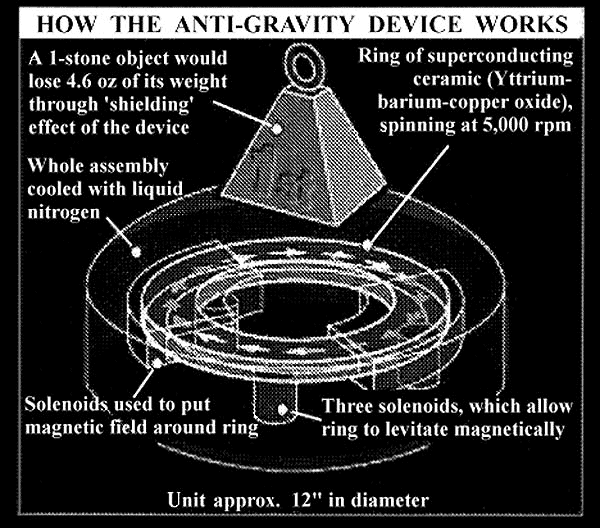 HOW THE ANTI-GRAVITY DEVICE WORKS
A 1-stone object would
lose 4.6 oz of its weight
through 'shielding'
effect of the device
Ring of superconducting
ceramic (Yttrium-
barium-copper oxide),
spinning at 5,000 rpm
Whole assembly
cooled with liquid
nitrogen
1 st
Solenoids used to put
magnetic field around ring
Three solenoids, which allow
ring to levitate magnetically
Unit approx. 12" in diameter